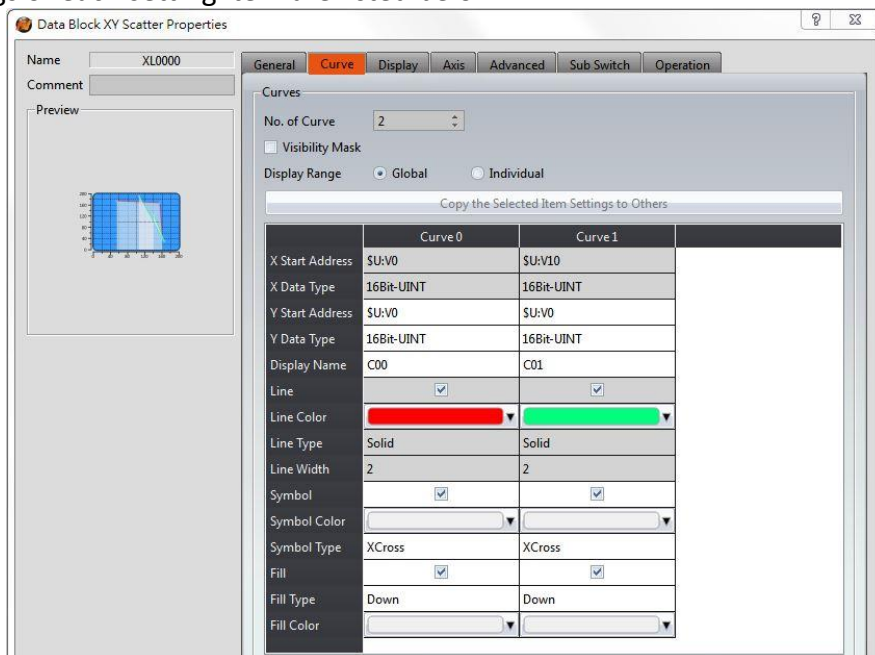 Data Block XY Scatter Properties
Name XL0000
Comment
Preview
General Curve Display Axis Advanced Sub Switch Operation
Curves
No. of Curve 2
Visibility Mask
Display Range Global Individual
Copy the Selected Item Settings to Others
Curve 0 Curve 1
X Start Address $U:V0 $U:V10
X Data Type 16Bit-UINT 16Bit-UINT
Y Start Address $U:V0 $U:V0
Y Data Type 16Bit-UINT 16Bit-UINT
Display Name C00 C01
Line
Line Color
Line Type Solid Solid
Line Width 2 2
Symbol
Symbol Color
Symbol Type XCross XCross
Fill
Fill Type Down Down
Fill Color